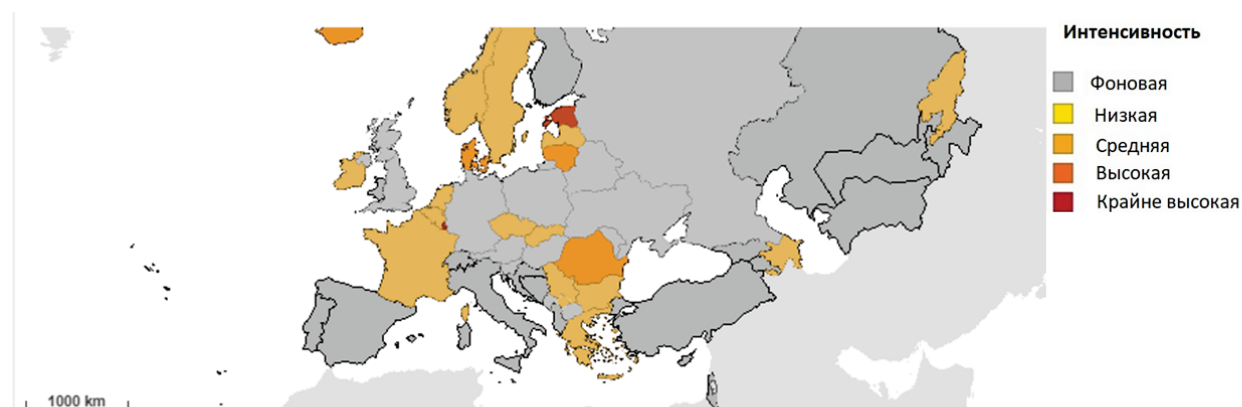 Интенсивность
Фоновая
Низкая
Средняя
Высокая
Крайне высокая
1000 km